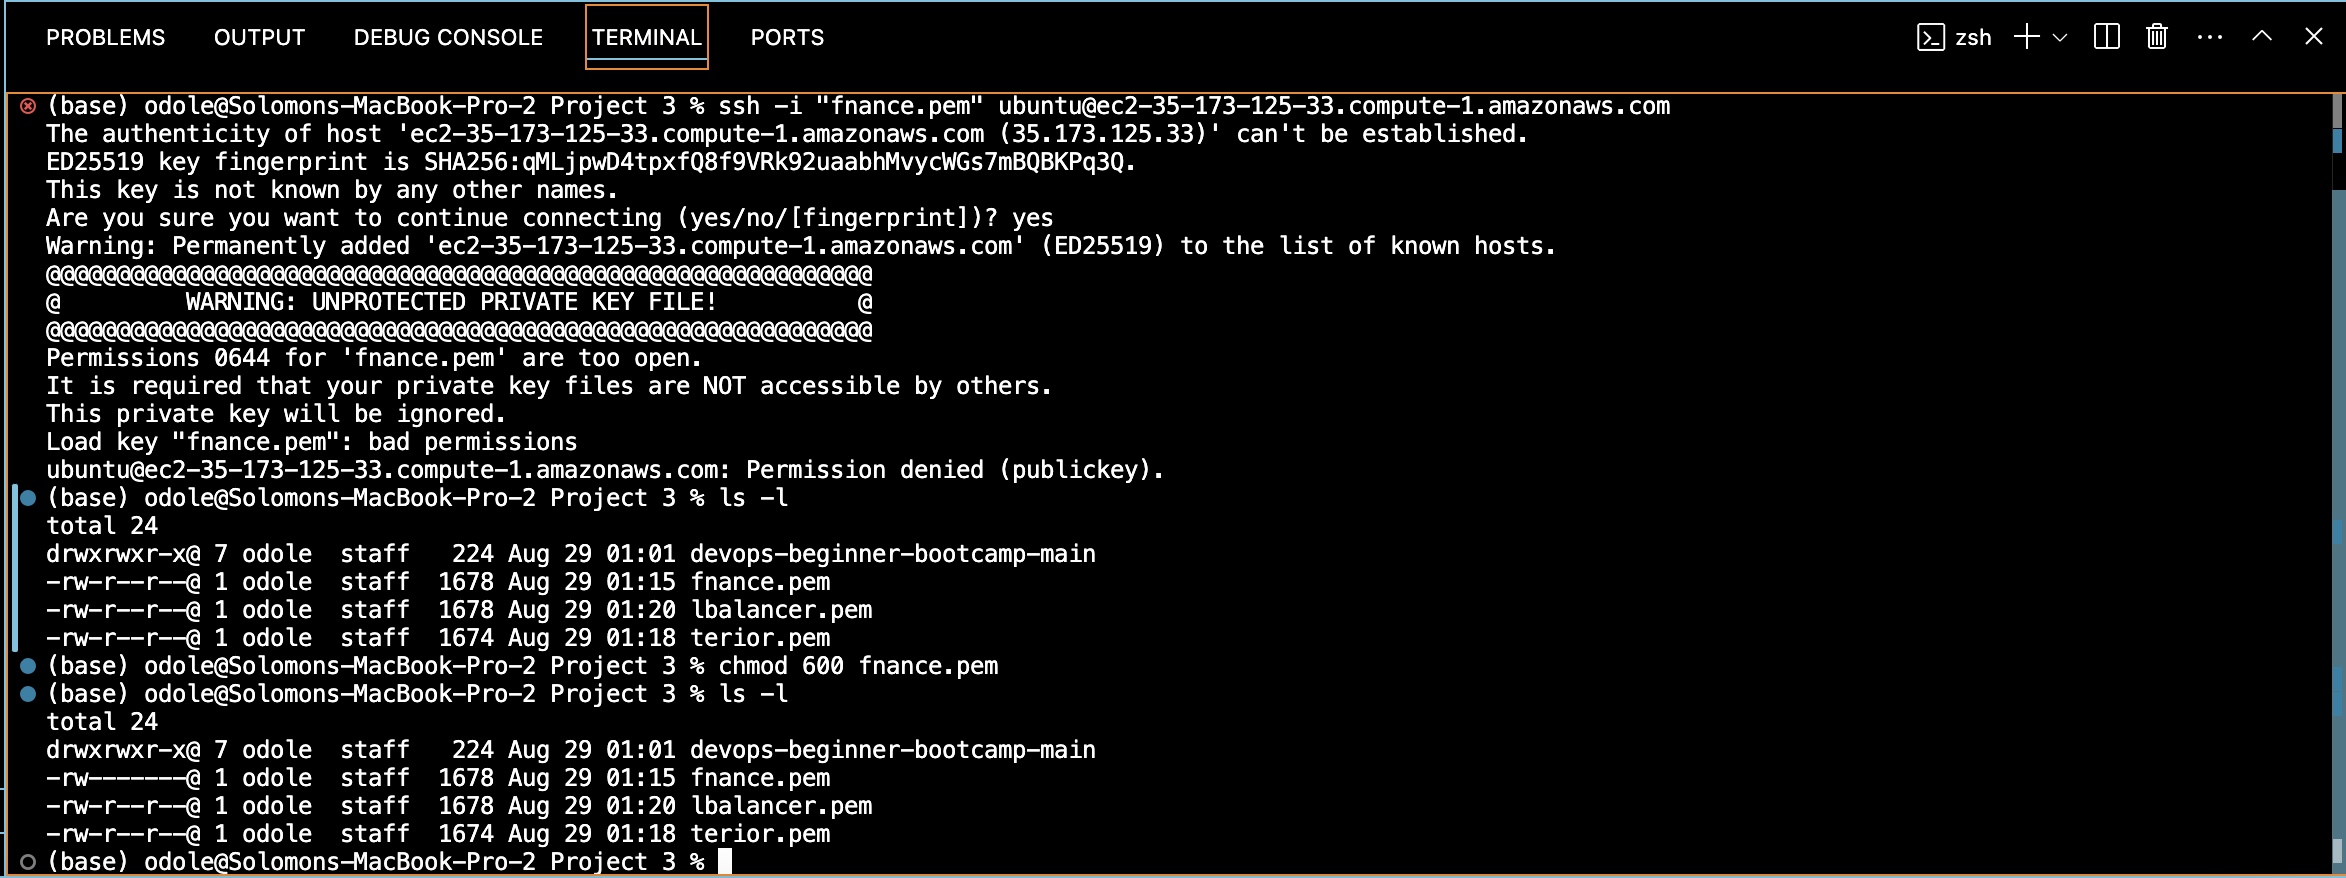 PROBLEMS OUTPUT DEBUG CONSOLE TERMINAL PORTS zsh
(base) odole@Solomons-MacBook-Pro-2 Project 3 % ssh -i "fnance.pem" ubuntu@ec2-35-173-125-33.compute-1.amazonaws.com
The authenticity of host 'ec2-35-173-125-33.compute-1.amazonaws.com (35.173.125.33)' can't be established.
ED25519 key fingerprint is SHA256:qMLjpwD4tpxfQ8f9VRk92uaabhMvycWGs7mBQBKPq3Q.
This key is not known by any other names.
Are you sure you want to continue connecting (yes/no/[fingerprint])? yes
Warning: Permanently added 'ec2-35-173-125-33.compute-1.amazonaws.com' (ED25519) to the list of known hosts.
@@@@@@@@@@@@@@@@@@@@@@@@@@@@@@@@@@@@@@@@@@@@@@@@@@@@@@@@@@@
@         WARNING: UNPROTECTED PRIVATE KEY FILE!          @
@@@@@@@@@@@@@@@@@@@@@@@@@@@@@@@@@@@@@@@@@@@@@@@@@@@@@@@@@@@
Permissions 0644 for 'fnance.pem' are too open.
It is required that your private key files are NOT accessible by others.
This private key will be ignored.
Load key "fnance.pem": bad permissions
ubuntu@ec2-35-173-125-33.compute-1.amazonaws.com: Permission denied (publickey).
(base) odole@Solomons-MacBook-Pro-2 Project 3 % ls -l
total 24
drwxrwxr-x@ 7 odole  staff   224 Aug 29 01:01 devops-beginner-bootcamp-main
-rw-r--r--@ 1 odole  staff  1678 Aug 29 01:15 fnance.pem
-rw-r--r--@ 1 odole  staff  1678 Aug 29 01:20 lbalancer.pem
-rw-r--r--@ 1 odole  staff  1674 Aug 29 01:18 terior.pem
(base) odole@Solomons-MacBook-Pro-2 Project 3 % chmod 600 fnance.pem
(base) odole@Solomons-MacBook-Pro-2 Project 3 % ls -l
total 24
drwxrwxr-x@ 7 odole  staff   224 Aug 29 01:01 devops-beginner-bootcamp-main
-rw-------@ 1 odole  staff  1678 Aug 29 01:15 fnance.pem
-rw-r--r--@ 1 odole  staff  1678 Aug 29 01:20 lbalancer.pem
-rw-r--r--@ 1 odole  staff  1674 Aug 29 01:18 terior.pem
(base) odole@Solomons-MacBook-Pro-2 Project 3 %